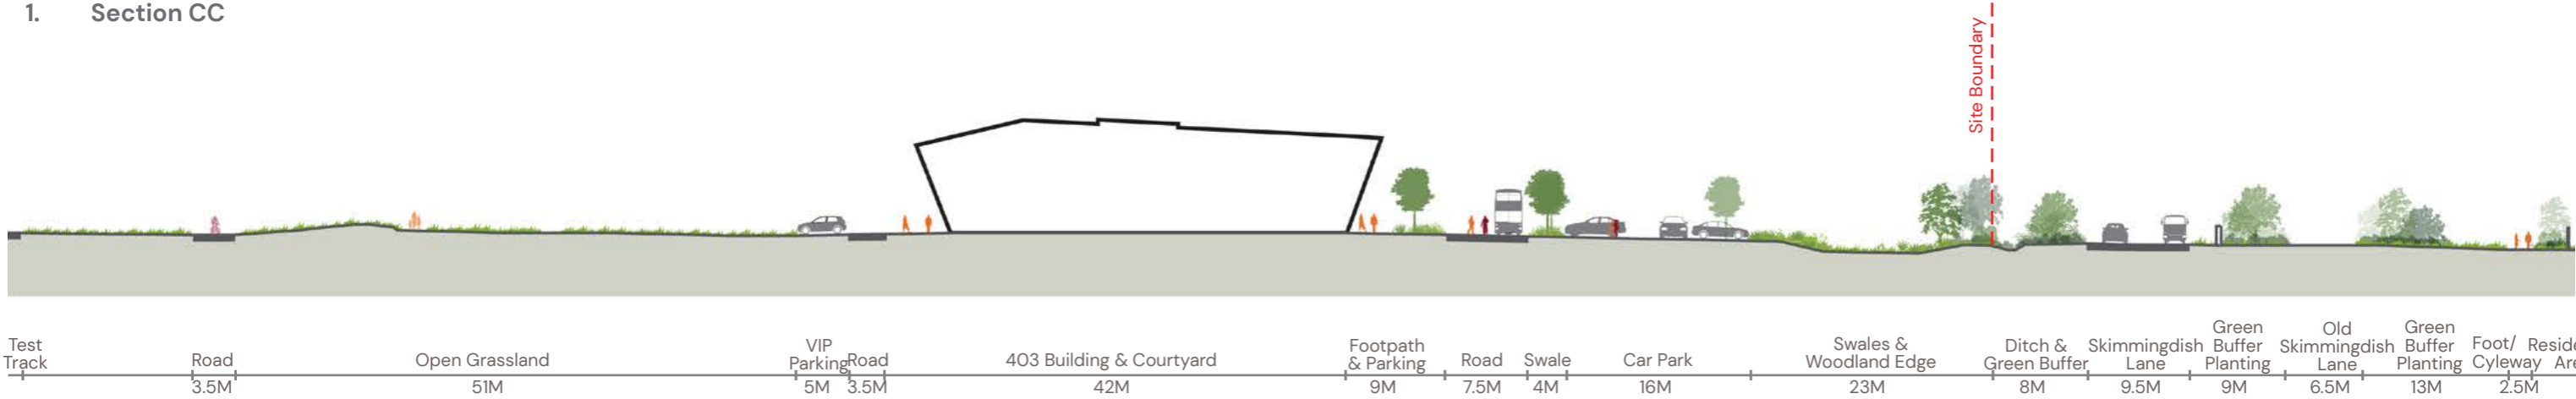 1. Section CC
Site Boundary
Test
Track
Road
Open Grassland
VIP
Parking
Road
403 Building & Courtyard
Footpath
& Parking
Road
Swale
Car Park
Swales &
Woodland Edge
Ditch &
Green Buffer
Skimmingdish
Lane
Green
Buffer
Planting
Old
Skimmingdish
Lane
Green
Buffer
Planting
Foot/
Cyleway
Reside
Are
3.5M
51M
5M
3.5M
42M
9M
7.5M
4M
16M
23M
8M
9.5M
9M
6.5M
13M
2.5M